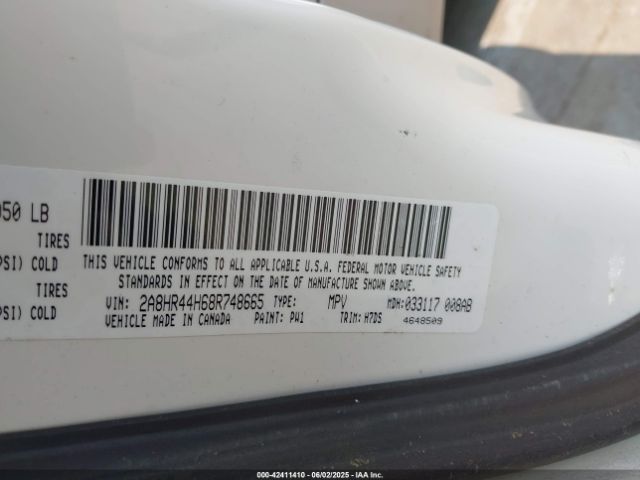 050 LB
TIRES
PSI) COLD
TIRES
PSI) COLD
THIS VEHICLE CONFORMS TO ALL APPLICABLE U.S.A. FEDERAL MOTOR VEHICLE SAFETY
STANDARDS IN EFFECT ON THE DATE OF MANUFACTURE SHOWN ABOVE.
VIN: 2A8HR44H68R748665 TYPE: MPV MDH: 033117 008AB
VEHICLE MADE IN CANADA PAINT: PW1 TRIM: H7DS 4648509
000-42411410 - 06/02/2025 - IAA Inc.